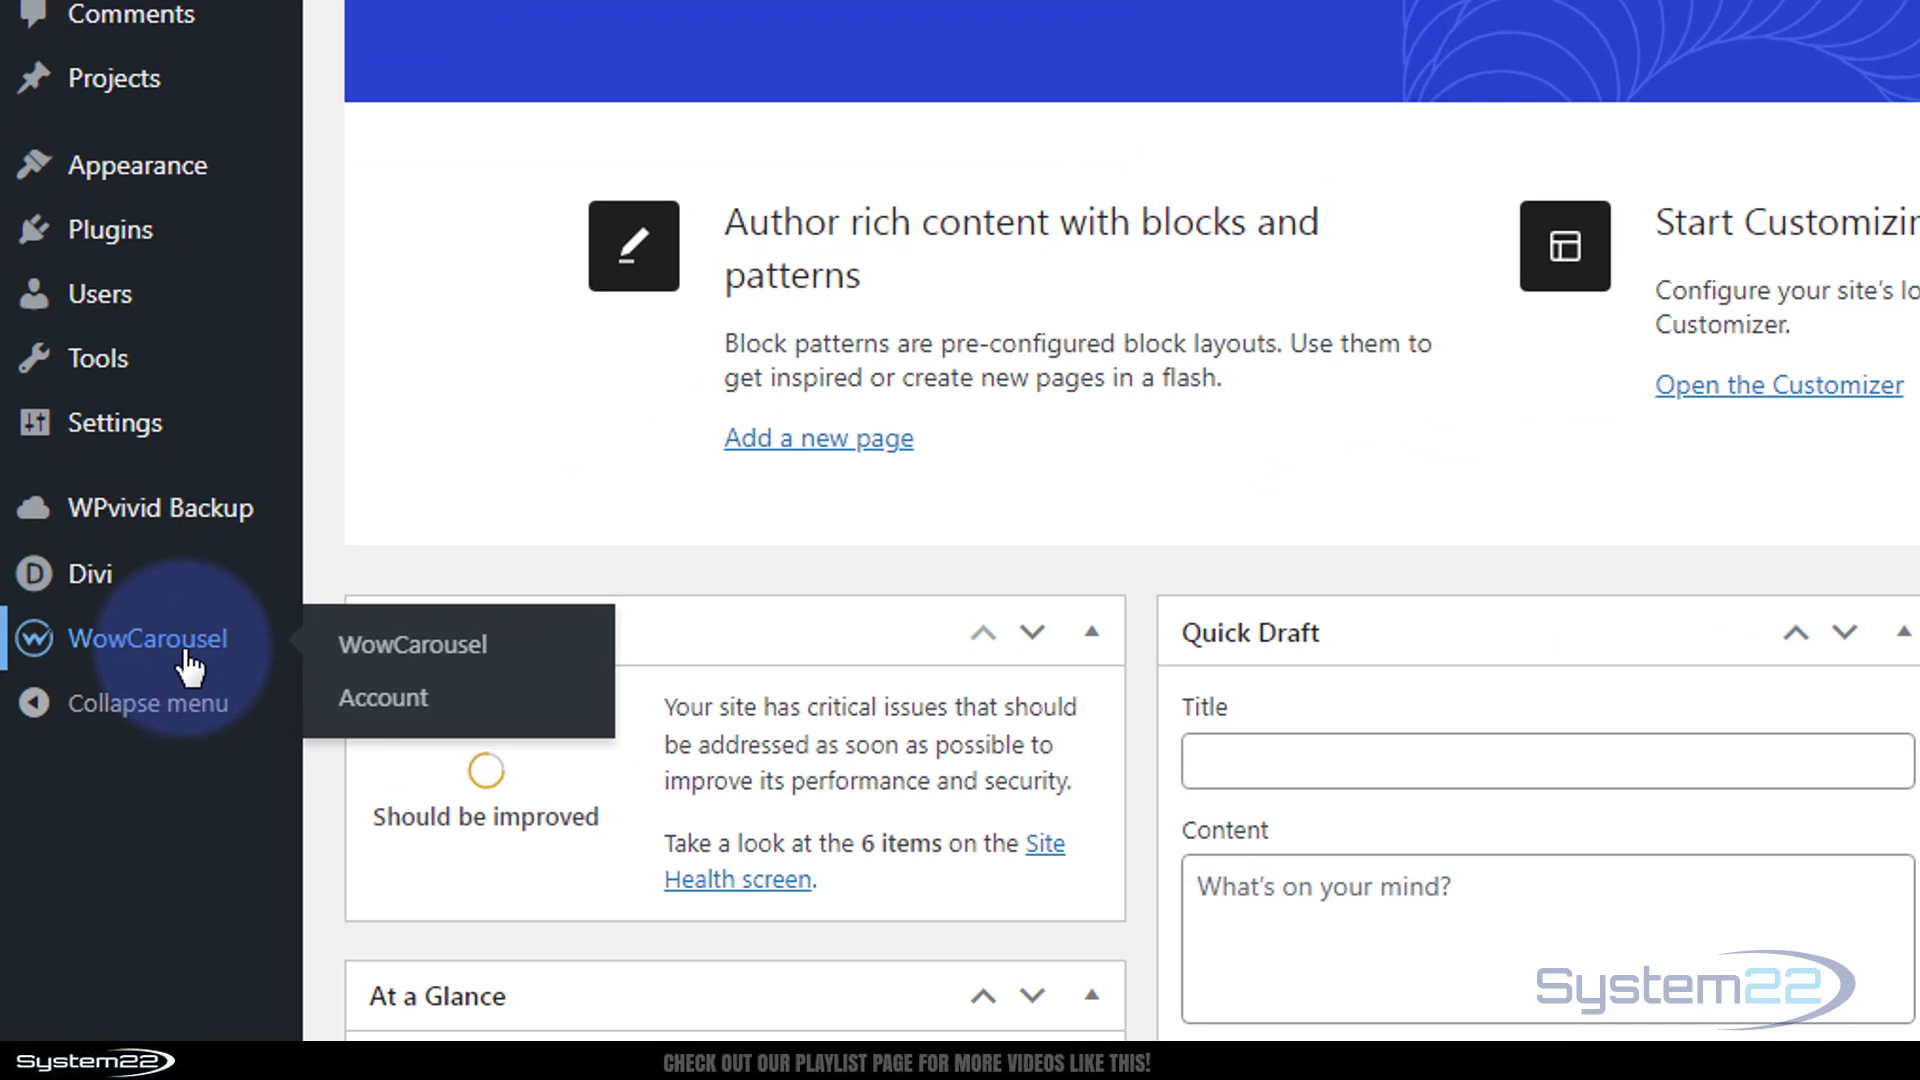 Comments
Projects
Appearance
Plugins
Users
Tools
Settings
WPvivid Backup
Divi
WowCarousel
Collapse menu
WowCarousel
Account
Author rich content with blocks and
patterns
Block patterns are pre-configured block layouts. Use them to
get inspired or create new pages in a flash.
Add a new page
Start Customizin
Configure your site's lo
Customizer.
Open the Customizer
Should be improved
Your site has critical issues that should
be addressed as soon as possible to
improve its performance and security.
Take a look at the 6 items on the Site
Health screen.
At a Glance
Quick Draft
Title
Content
What's on your mind?
System22
System22
CHECK OUT OUR PLAYLIST PAGE FOR MORE VIDEOS LIKE THIS!